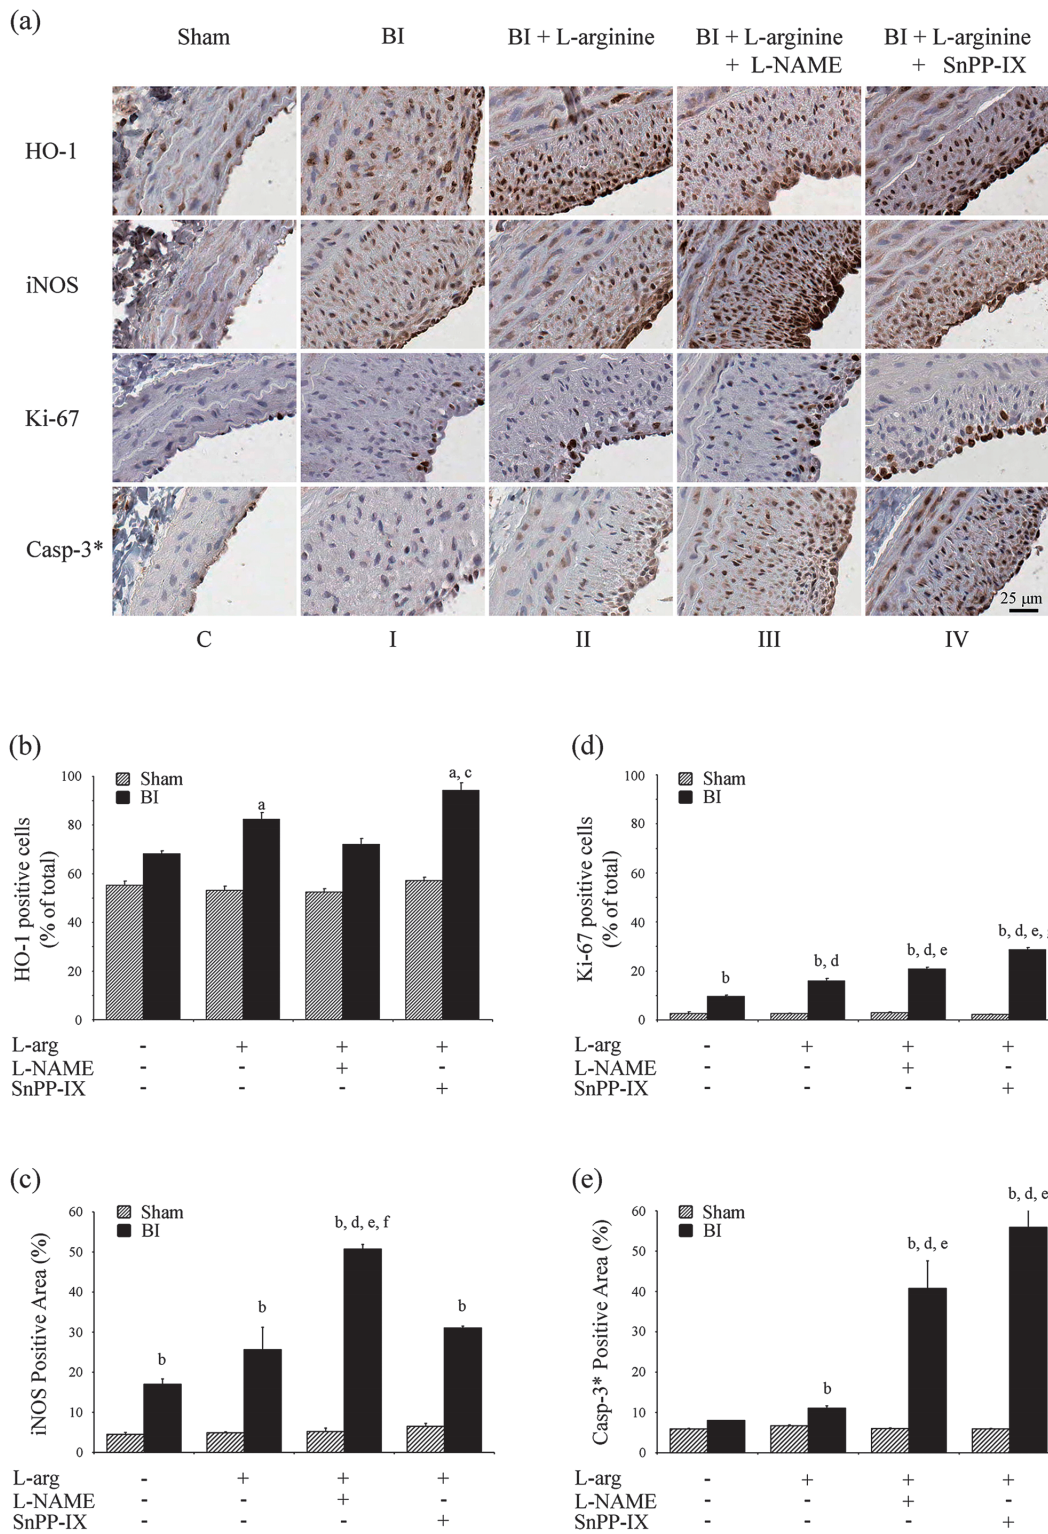 (a)
Sham
BI
BI + L-arginine
BI + L-arginine
+ L-NAME
BI + L-arginine
+ SnPP-IX
HO-1
iNOS
Ki-67
Casp-3*
25 μm
C
I
II
III
IV
(b)
Sham
BI
HO-1 positive cells
(% of total)
100
80
60
40
20
0
a
a, c
L-arg - + + +
L-NAME - - + -
SnPP-IX - - - +
(d)
Sham
BI
Ki-67 positive cells
(% of total)
100
80
60
40
20
0
b
b, d
b, d, e
b, d, e,
L-arg - + + +
L-NAME - - + -
SnPP-IX - - - +
(c)
Sham
BI
iNOS Positive Area (%)
60
50
40
30
20
10
0
b
b
b, d, e, f
b
L-arg - + + +
L-NAME - - + -
SnPP-IX - - - +
(e)
Sham
BI
Casp-3* Positive Area (%)
60
50
40
30
20
10
0
b
b, d, e
b, d, e
L-arg - + + +
L-NAME - - + -
SnPP-IX - - - +